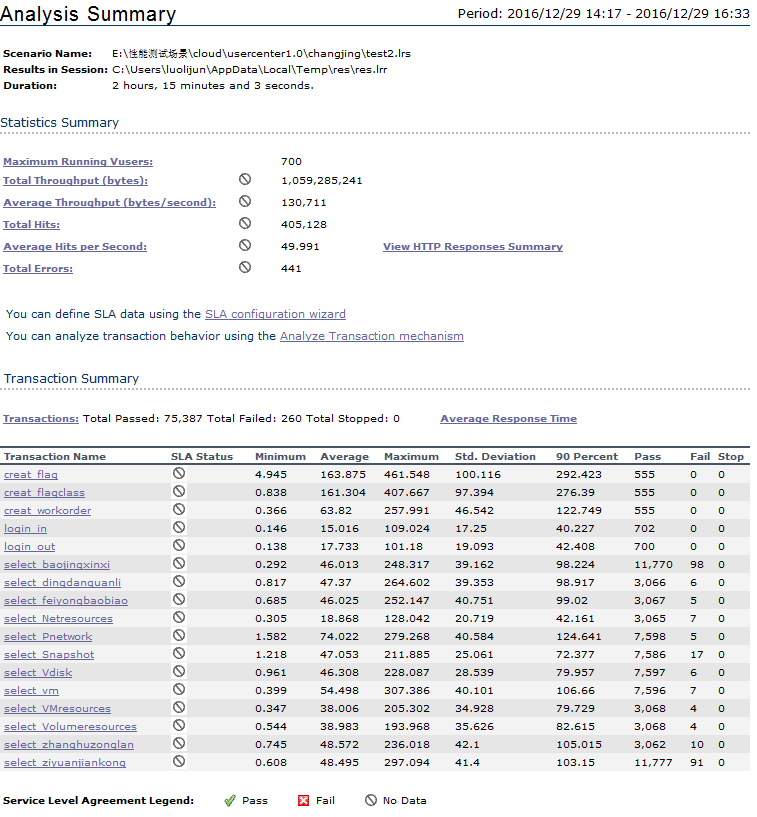 Analysis Summary Period: 2016/12/29 14:17 - 2016/12/29 16:33
Scenario Name: E:\性能测试场景\cloud\usercenter1.0\changjing\test2.lrs
Results in Session: C:\Users\luolijun\AppData\Local\Temp\res\res.lrr
Duration: 2 hours, 15 minutes and 3 seconds.
Statistics Summary
Maximum Running Vusers: 700
Total Throughput (bytes): 1,059,285,241
Average Throughput (bytes/second): 130,711
Total Hits: 405,128
Average Hits per Second: 49.991 View HTTP Responses Summary
Total Errors: 441
You can define SLA data using the SLA configuration wizard
You can analyze transaction behavior using the Analyze Transaction mechanism
Transaction Summary
Transactions: Total Passed: 75,387 Total Failed: 260 Total Stopped: 0 Average Response Time
Transaction Name SLA Status Minimum Average Maximum Std. Deviation 90 Percent Pass Fail Stop
creat_flag 4.945 163.875 461.548 100.116 292.423 555 0 0
creat_flagclass 0.838 161.304 407.667 97.394 276.39 555 0 0
creat_workorder 0.366 63.82 257.991 46.542 122.749 555 0 0
login_in 0.146 15.016 109.024 17.25 40.227 702 0 0
login_out 0.138 17.733 101.18 19.093 42.408 700 0 0
select_baojingxinxi 0.292 46.013 248.317 39.162 98.224 11,770 98 0
select_dingdanguanli 0.817 47.37 264.602 39.353 98.917 3,066 6 0
select_feiyongbaobiao 0.685 46.025 252.147 40.751 99.02 3,067 5 0
select_Netresources 0.305 18.868 128.042 20.719 42.161 3,065 7 0
select_Pnetwork 1.582 74.022 279.268 40.584 124.641 7,598 5 0
select_Snapshot 1.218 47.053 211.885 25.061 72.377 7,586 17 0
select_Vdisk 0.961 46.308 228.087 28.539 79.957 7,597 6 0
select_vm 0.399 54.498 307.386 40.101 106.66 7,596 7 0
select_VMresources 0.347 38.006 205.302 34.928 79.729 3,068 4 0
select_Volumeresources 0.544 38.983 193.968 35.626 82.615 3,068 4 0
select_zhanghuzonglan 0.745 48.572 236.018 42.1 105.015 3,062 10 0
select_ziyuanjiankong 0.608 48.495 297.094 41.4 103.15 11,777 91 0
Service Level Agreement Legend: Pass Fail No Data